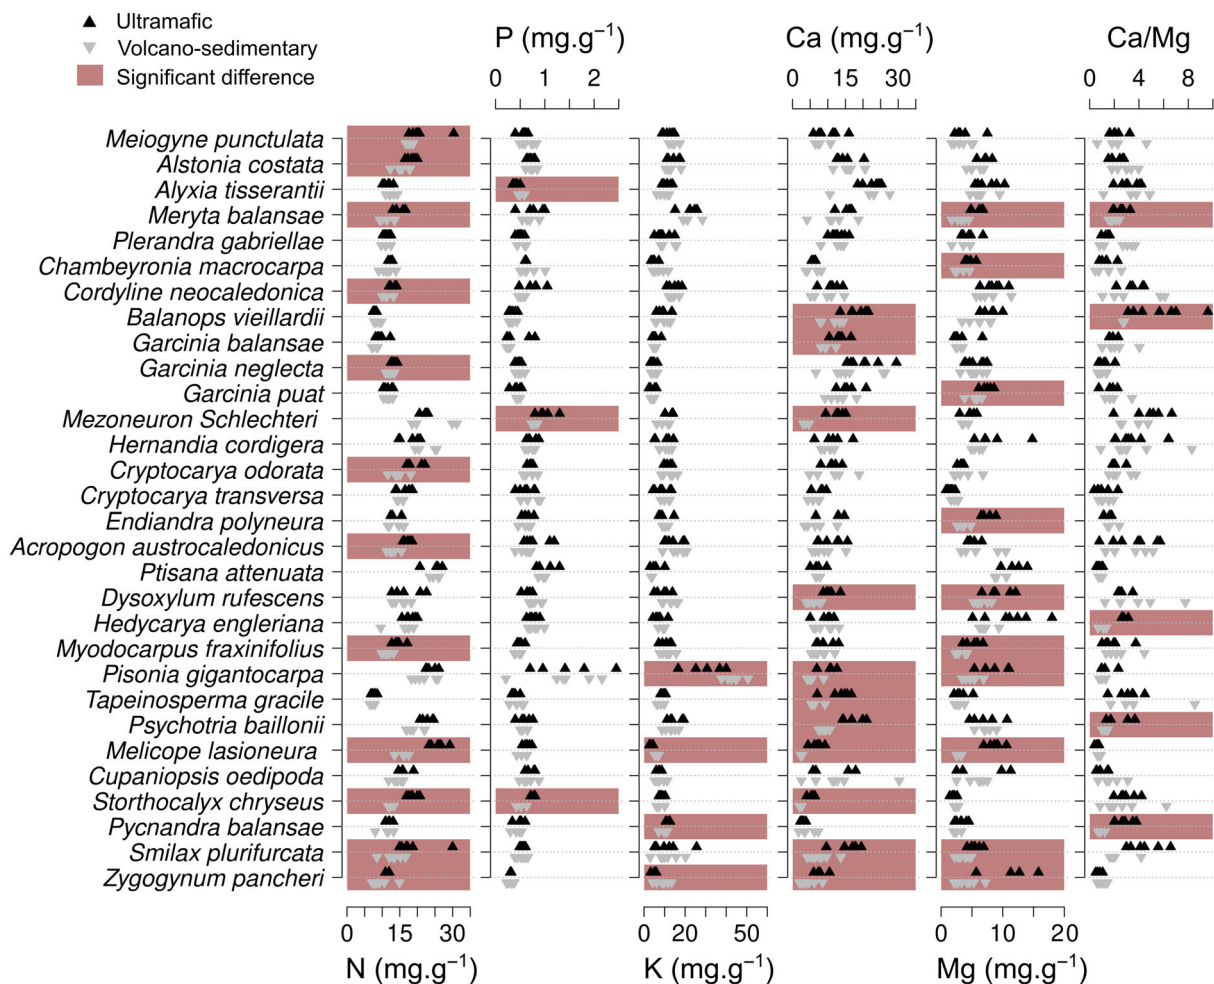 Ultramafic
Volcano-sedimentary
Significant difference
P (mg.g⁻¹)
Ca (mg.g⁻¹)
Ca/Mg
0 1 2
0 15 30
0 4 8
Meiogyne punctulata
Alstonia costata
Alyxia tisserantii
Meryta balansae
Plerandra gabriellae
Chambeyronia macrocarpa
Cordyline neocaledonica
Balanops vieillardii
Garcinia balansae
Garcinia neglecta
Garcinia puat
Mezoneuron Schlechteri
Hernandia cordigera
Cryptocarya odorata
Cryptocarya transversa
Endiandra polyneura
Acropogon austrocaledonicus
Ptisana attenuata
Dysoxylum rufescens
Hedycarya engleriana
Myodocarpus fraxinifolius
Pisonia gigantocarpa
Tapeinosperma gracile
Psychotria baillonii
Melicope lasioneura
Cupaniopsis oedipoda
Storthocalyx chryseus
Pycnandra balansae
Smilax plurifurcata
Zygogynum pancheri
0 15 30
0 20 50
0 10 20
N (mg.g⁻¹)
K (mg.g⁻¹)
Mg (mg.g⁻¹)